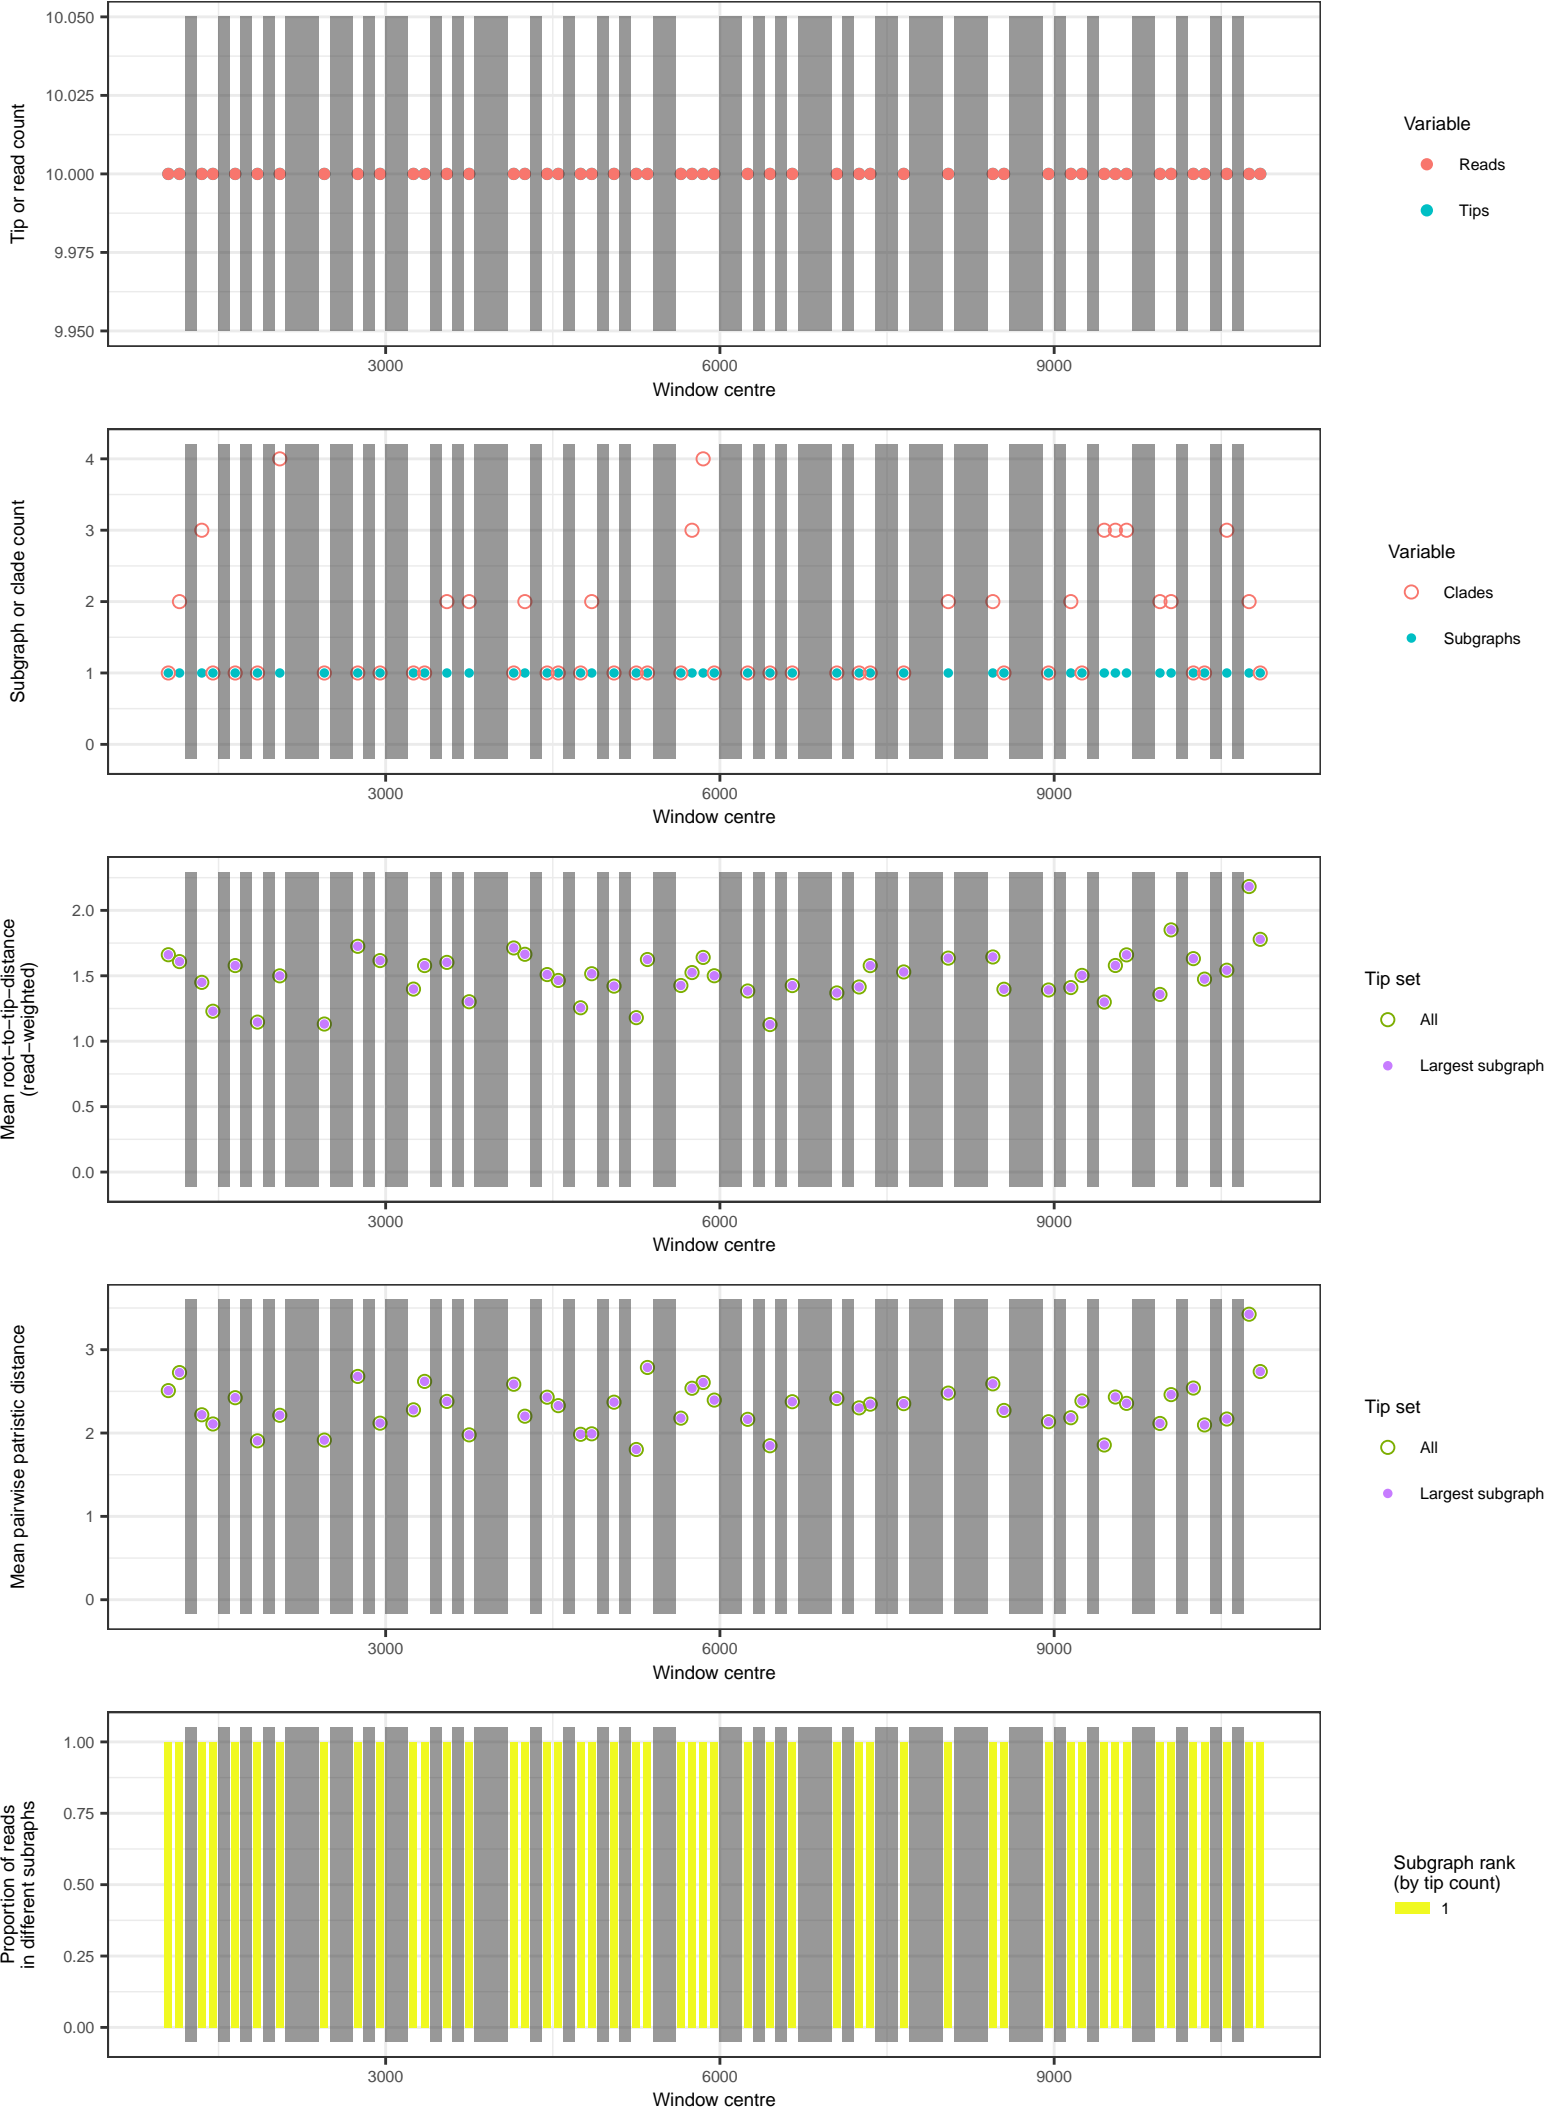 10.050
10.025
10.000
9.975
9.950
Tip or read count
3000
6000
9000
Window centre
Variable
Reads
Tips
4
3
2
1
0
Subgraph or clade count
3000
6000
9000
Window centre
Variable
Clades
Subgraphs
2.0
1.5
1.0
0.5
0.0
Mean root−to−tip−distance
(read−weighted)
3000
6000
9000
Window centre
Tip set
All
Largest subgraph
3
2
1
0
Mean pairwise patristic distance
3000
6000
9000
Window centre
Tip set
All
Largest subgraph
1.00
0.75
0.50
0.25
0.00
Proportion of reads
in different subraphs
3000
6000
9000
Window centre
Subgraph rank
(by tip count)
1